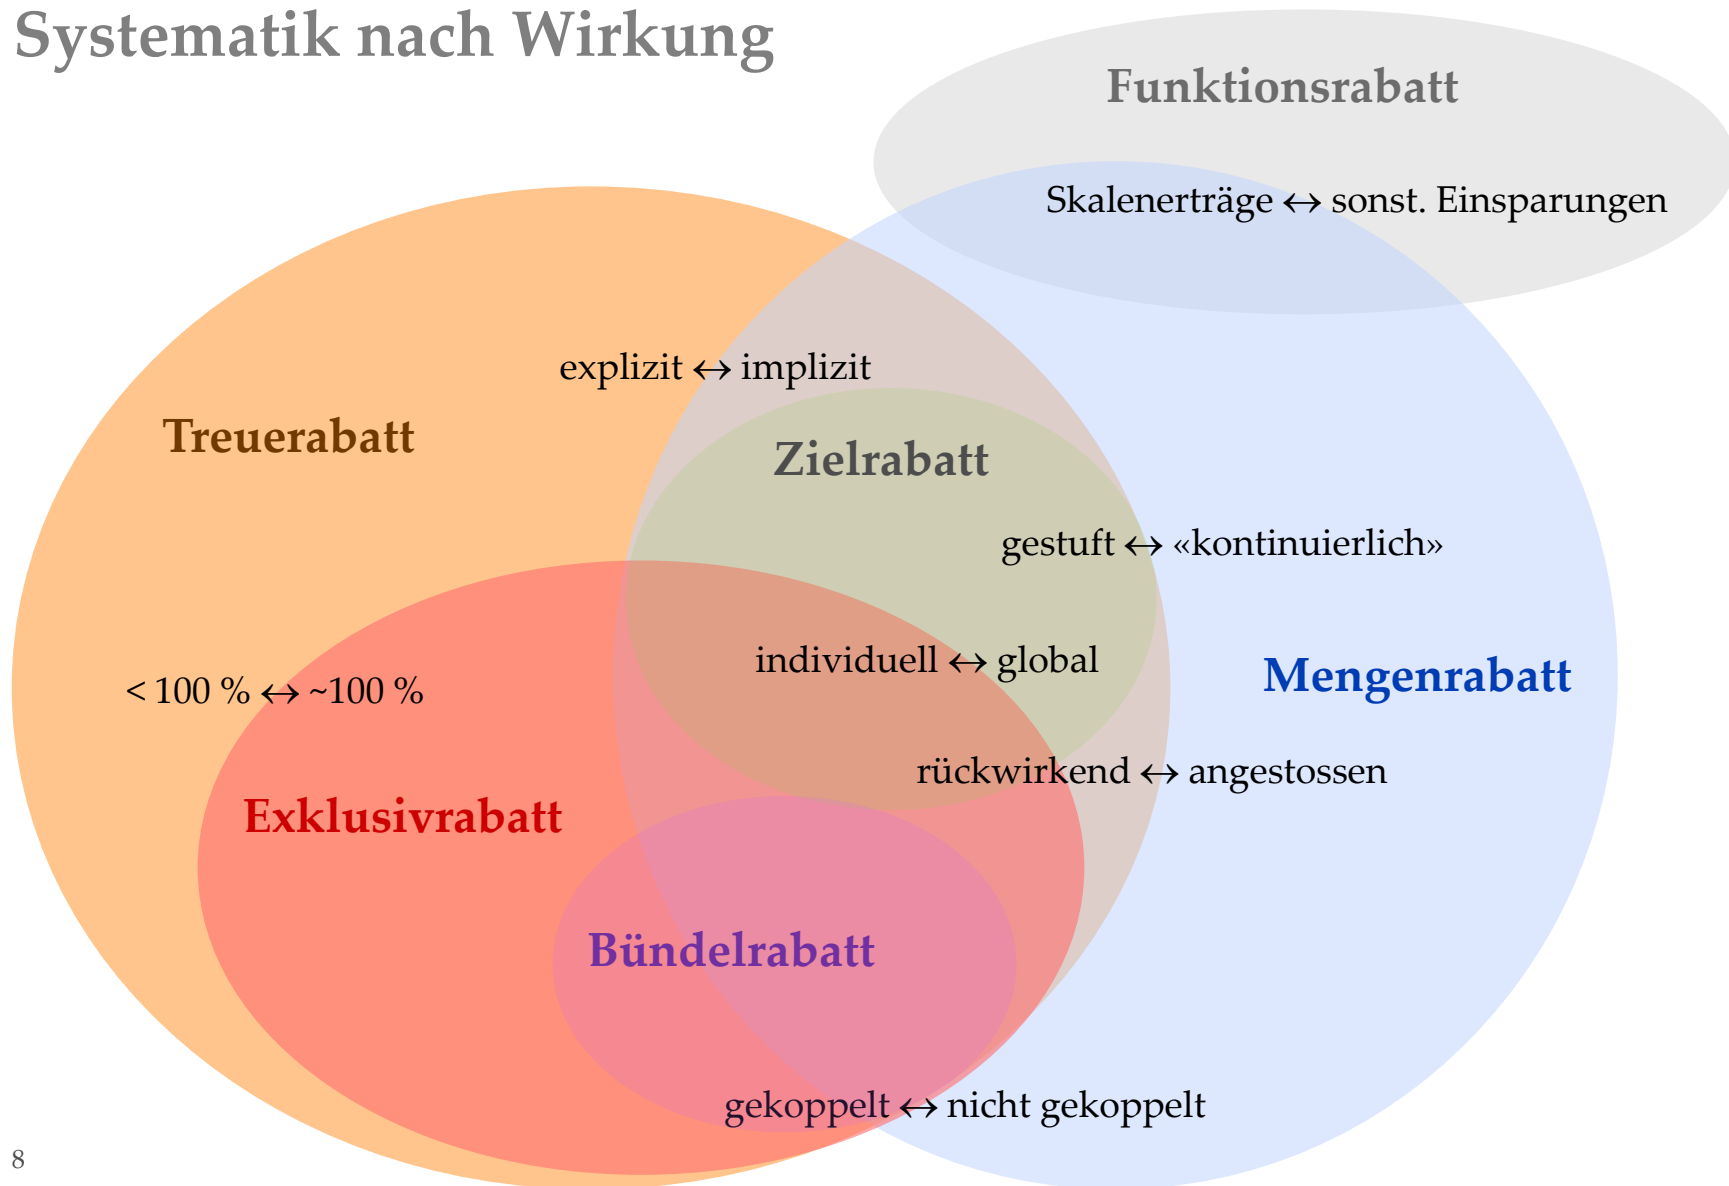 Systematik nach Wirkung
Funktionsrabatt
Skalenerträge ↔ sonst. Einsparungen
explizit ↔ implizit
Treuerabatt
Zielrabatt
gestuft ↔ «kontinuierlich»
individuell ↔ global
Mengenrabatt
< 100 % ↔ ~100 %
rückwirkend ↔ angestossen
Exklusivrabatt
Bündelrabatt
gekoppelt ↔ nicht gekoppelt
8